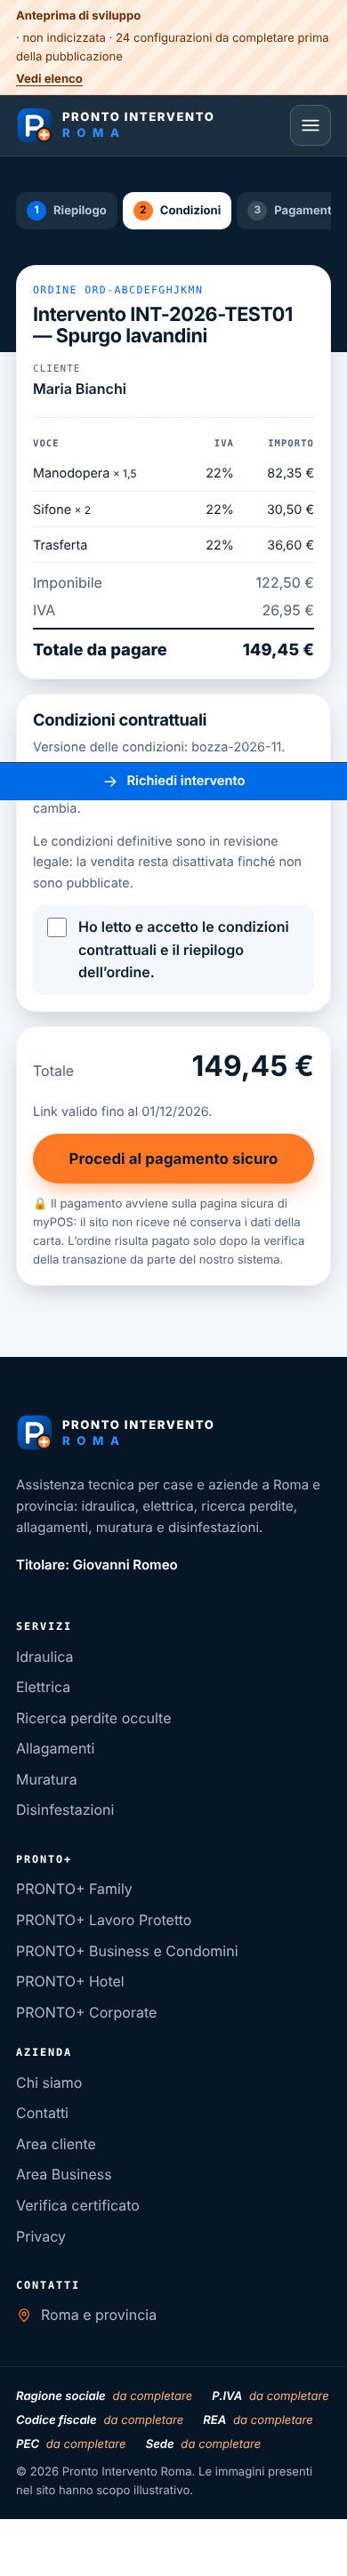 Anteprima di sviluppo
· non indicizzata · 24 configurazioni da completare prima
della pubblicazione
Vedi elenco
PRONTO INTERVENTO
ROMA
1 Riepilogo 2 Condizioni 3 Pagament
ORDINE ORD-ABCDEFGHJKMN
Intervento INT-2026-TEST01
— Spurgo lavandini
CLIENTE
Maria Bianchi
VOCE IVA IMPORTO
Manodopera × 1,5 22% 82,35 €
Sifone × 2 22% 30,50 €
Trasferta 22% 36,60 €
Imponibile 122,50 €
IVA 26,95 €
Totale da pagare 149,45 €
Condizioni contrattuali
Versione delle condizioni: bozza-2026-11.
→ Richiedi intervento
cambia.
Le condizioni definitive sono in revisione
legale: la vendita resta disattivata finché non
sono pubblicate.
Ho letto e accetto le condizioni
contrattuali e il riepilogo
dell’ordine.
Totale 149,45 €
Link valido fino al 01/12/2026.
Procedi al pagamento sicuro
🔒 Il pagamento avviene sulla pagina sicura di
myPOS: il sito non riceve né conserva i dati della
carta. L’ordine risulta pagato solo dopo la verifica
della transazione da parte del nostro sistema.
PRONTO INTERVENTO
ROMA
Assistenza tecnica per case e aziende a Roma e
provincia: idraulica, elettrica, ricerca perdite,
allagamenti, muratura e disinfestazioni.
Titolare: Giovanni Romeo
SERVIZI
Idraulica
Elettrica
Ricerca perdite occulte
Allagamenti
Muratura
Disinfestazioni
PRONTO+
PRONTO+ Family
PRONTO+ Lavoro Protetto
PRONTO+ Business e Condomini
PRONTO+ Hotel
PRONTO+ Corporate
AZIENDA
Chi siamo
Contatti
Area cliente
Area Business
Verifica certificato
Privacy
CONTATTI
Roma e provincia
Ragione sociale da completare P.IVA da completare
Codice fiscale da completare REA da completare
PEC da completare Sede da completare
© 2026 Pronto Intervento Roma. Le immagini presenti
nel sito hanno scopo illustrativo.